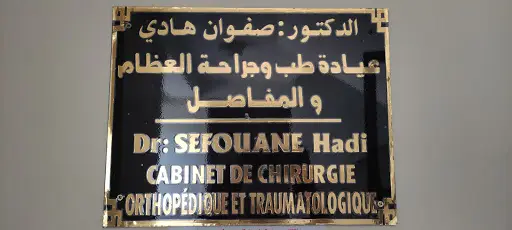 الدكتور: صفوان هادي
عيادة طب وجراحة العظام
و المفاصل
Dr: SEFOUANE Hadi
CABINET DE CHIRURGIE
ORTHOPÉDIQUE ET TRAUMATOLOGIQUE